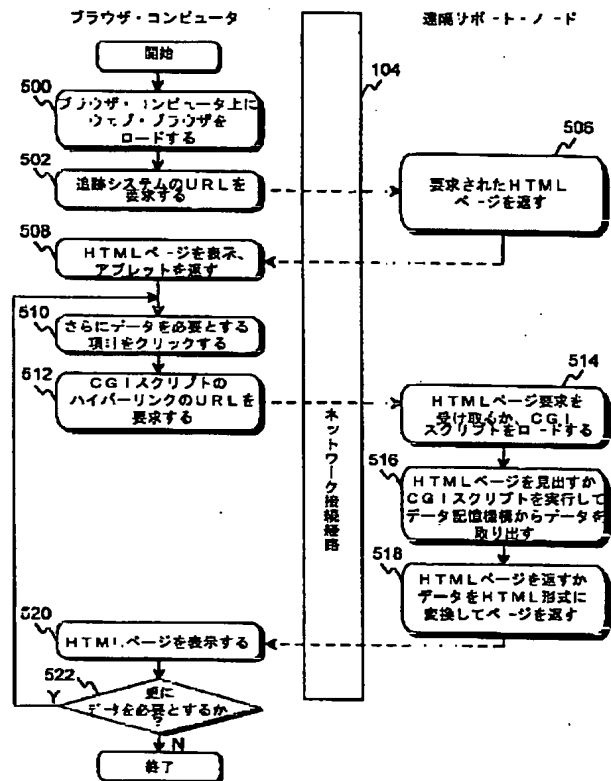 ブラウザ・コンピュータ
遠隔サポート・ノード
開始
104
500
ブラウザ・コンピュータ上に
ウェブ・ブラウザを
ロードする
502
追跡システムのURLを
要求する
506
要求されたHTML
ページを返す
508
HTMLページを表示、
アプレットを返す
510
さらにデータを必要とする
項目をクリックする
512
CGIスクリプトの
ハイパーリンクのURLを
要求する
514
HTMLページ要求を
受け取るか、CGI
スクリプトをロードする
ネットワーク接続経路
516
HTMLページを見出すか
CGIスクリプトを実行して
データ記憶機構からデータを
取り出す
518
HTMLページを返すか
データをHTML形式に
変換してページを返す
520
HTMLページを表示する
522
Y
更に
データを必要とするか
?
N
終了